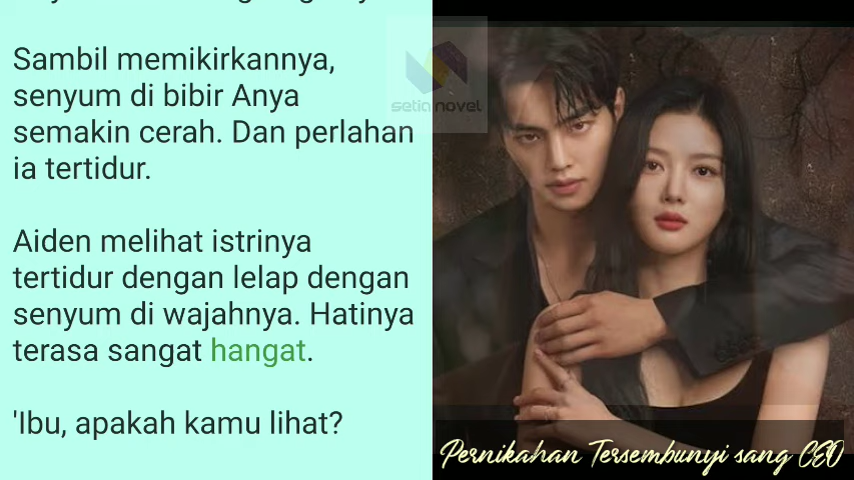 Sambil memikirkannya,
senyum di bibir Anya
semakin cerah. Dan perlahan
ia tertidur.
Aiden melihat istrinya
tertidur dengan lelap dengan
senyum di wajahnya. Hatinya
terasa sangat hangat.
'Ibu, apakah kamu lihat?
setia novel
Pernikahan Tersembunyi sang CEO